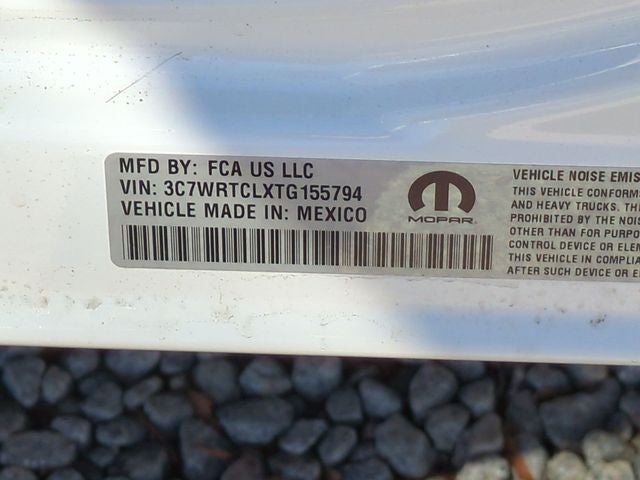 MFD BY: FCA US LLC
VIN: 3C7WRTCLXTG155794
VEHICLE MADE IN: MEXICO
MOPAR
VEHICLE NOISE EMIS
THIS VEHICLE CONFORM
AND HEAVY TRUCKS.
PROHIBITED BY THE NOIS
OTHER THAN FOR PURPO
CONTROL DEVICE OR ELE
THIS VEHICLE IN COMPLIA
AFTER SUCH DEVICE OR E